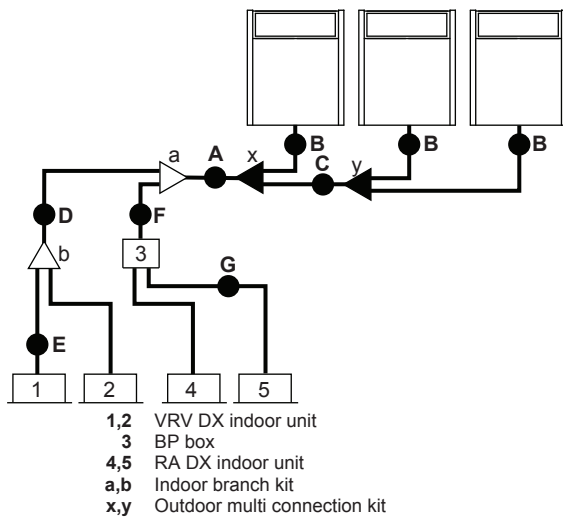 B
B
B
a
A
x
C
y
D
F
b
3
G
E
1
2
4
5
1,2 VRV DX indoor unit
3 BP box
4,5 RA DX indoor unit
a,b Indoor branch kit
x,y Outdoor multi connection kit